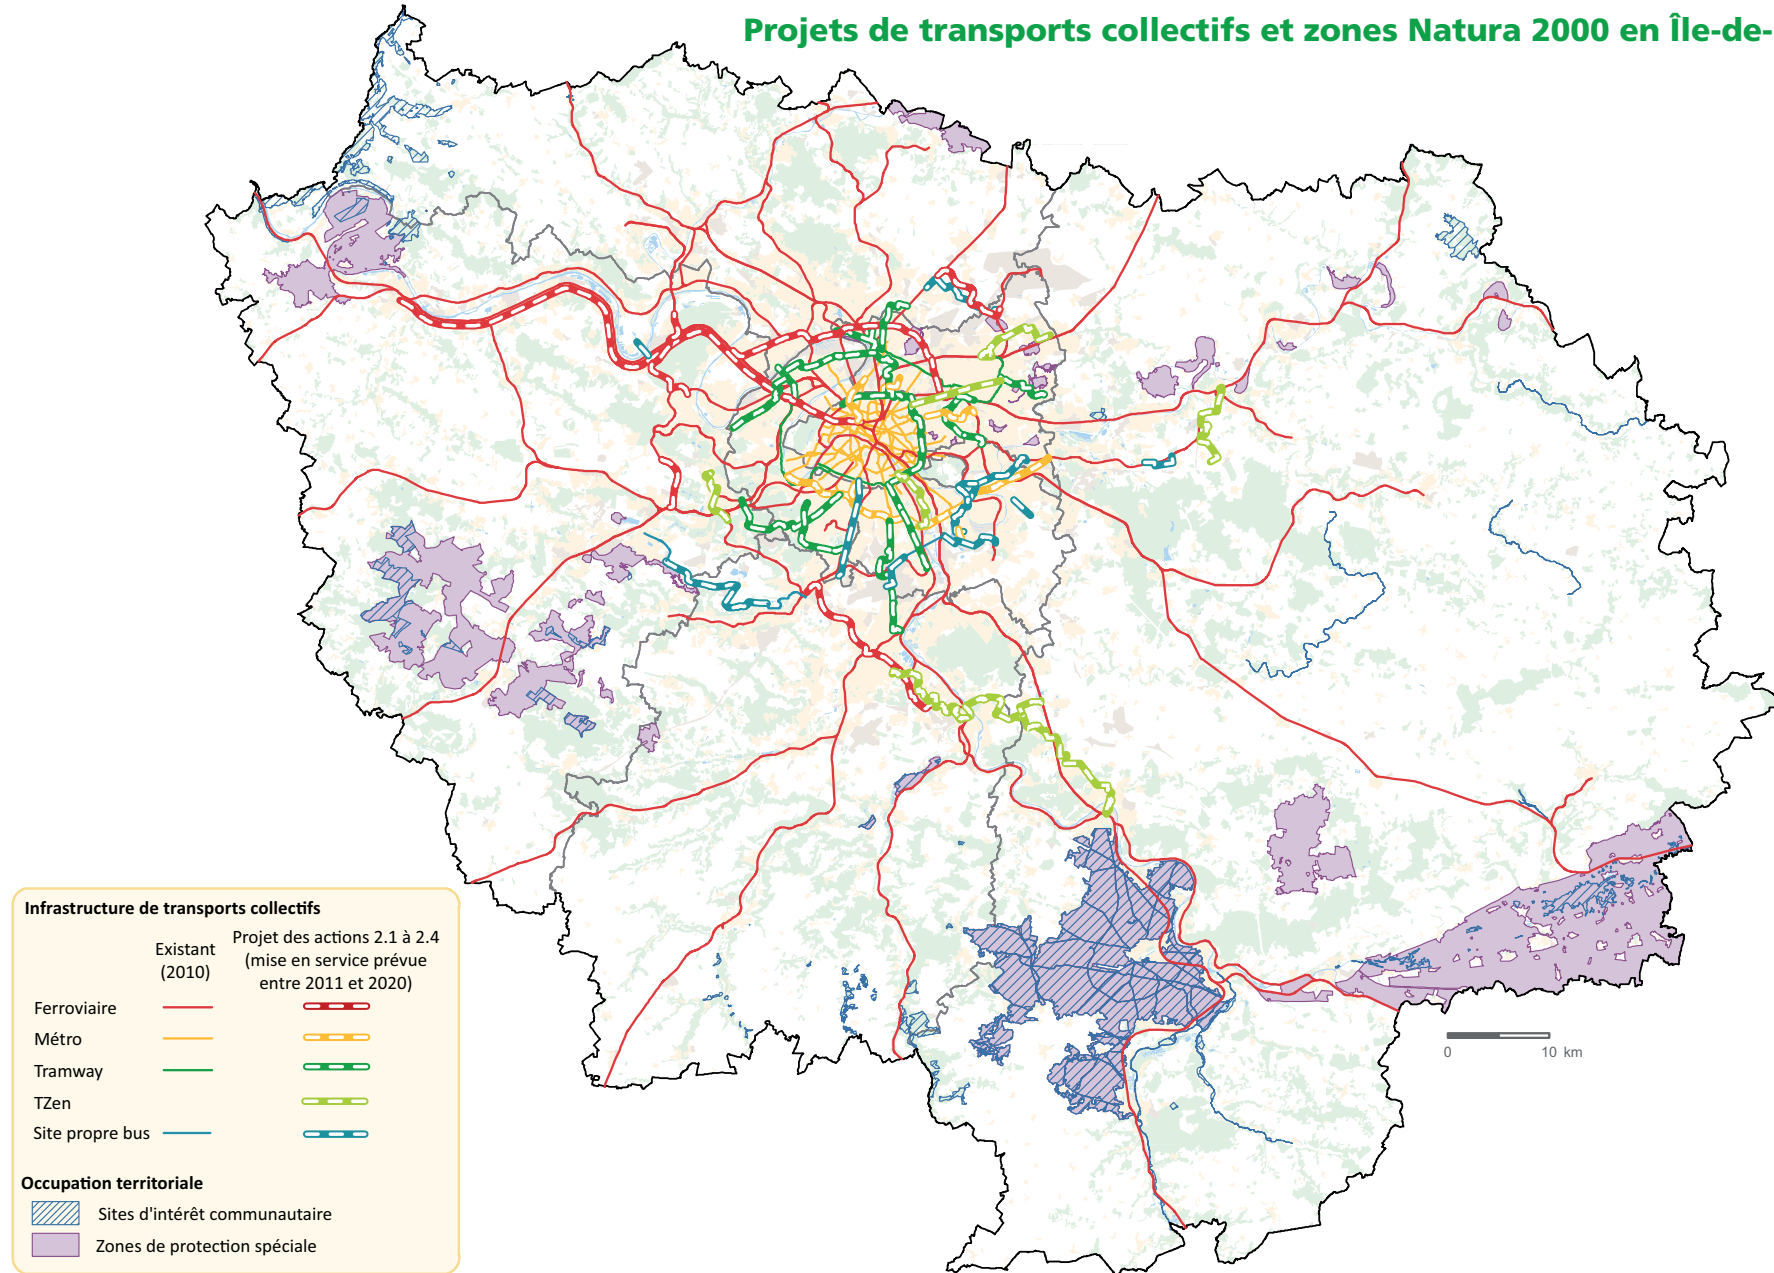 Projets de transports collectifs et zones Natura 2000 en Île-de-
Infrastructure de transports collectifs
Existant
(2010)
Projet des actions 2.1 à 2.4
(mise en service prévue
entre 2011 et 2020)
Ferroviaire
Métro
Tramway
TZen
Site propre bus
Occupation territoriale
Sites d'intérêt communautaire
Zones de protection spéciale
0 10 km